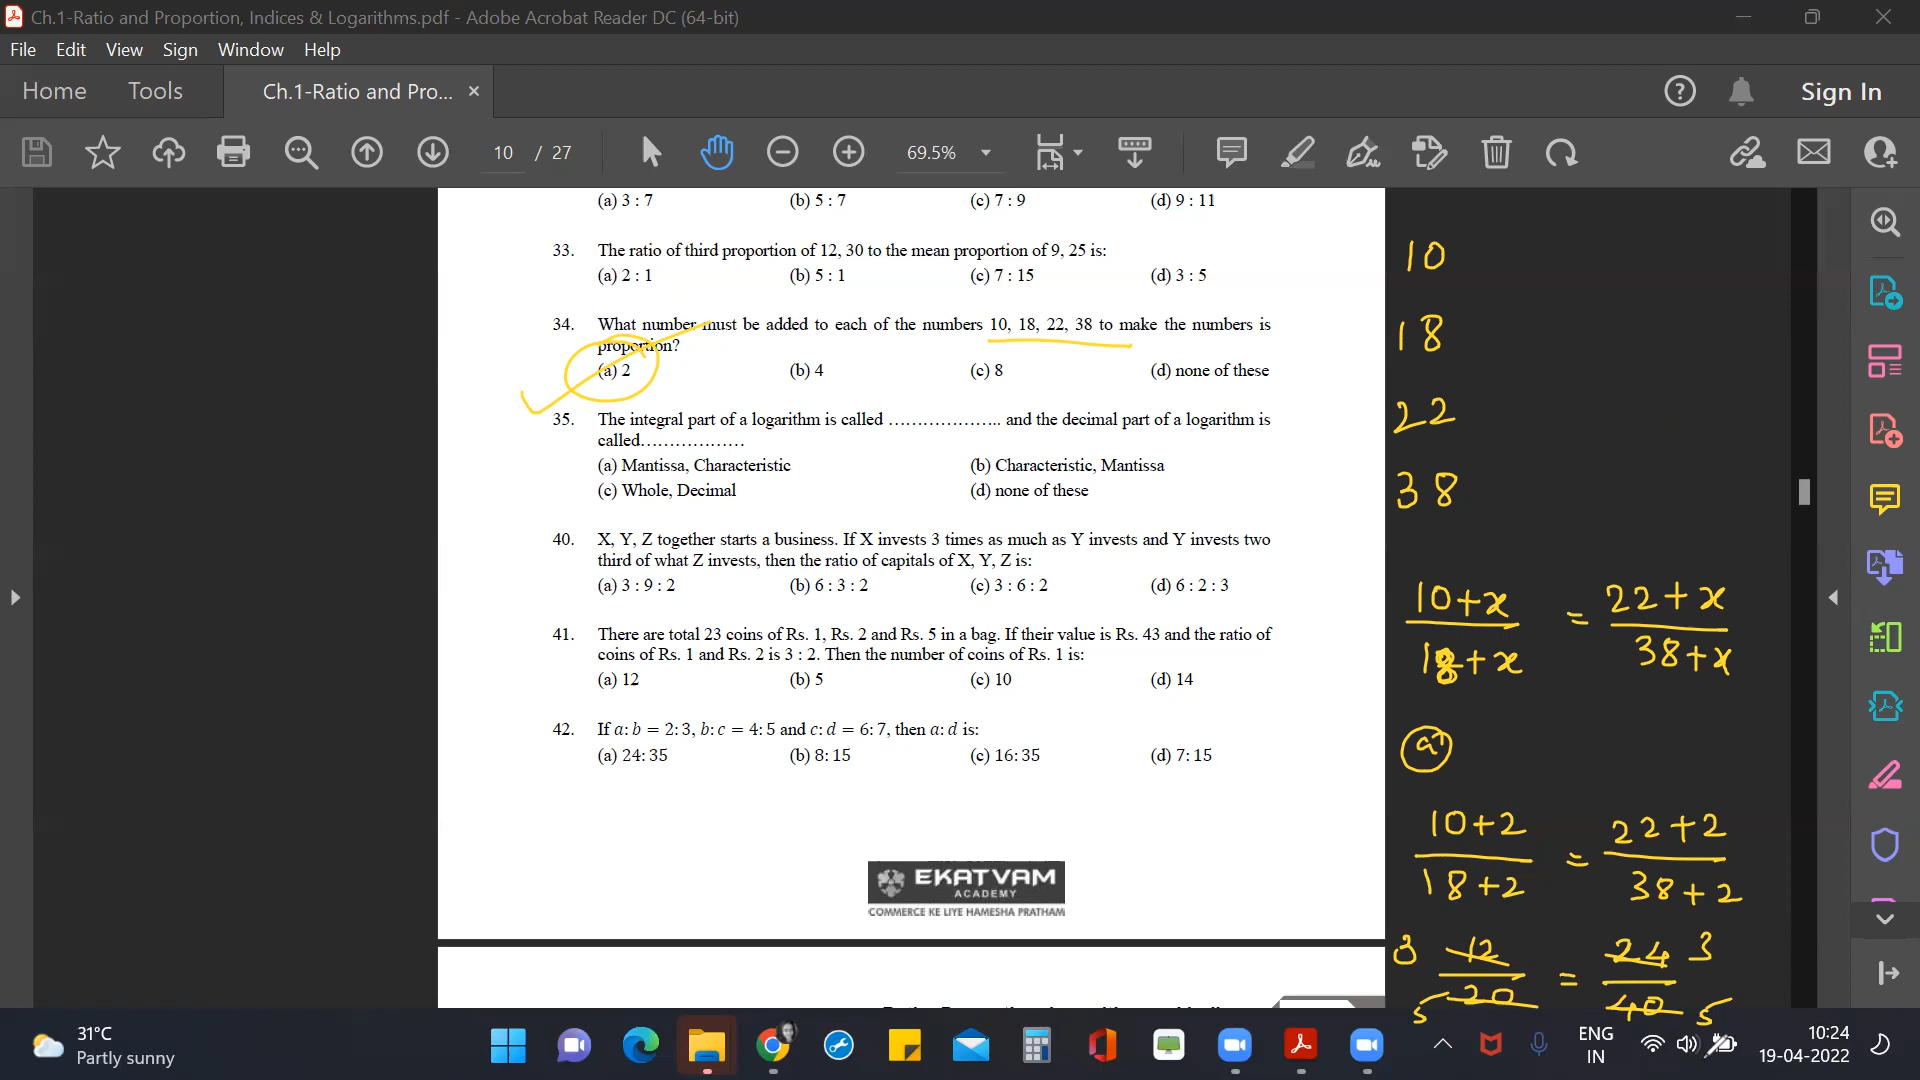 Ch.1-Ratio and Proportion, Indices & Logarithms.pdf - Adobe Acrobat Reader DC (64-bit)
File Edit View Sign Window Help
Home Tools Ch.1-Ratio and Pro... × Sign In
10 / 27 69.5%
(a) 3 : 7 (b) 5 : 7 (c) 7 : 9 (d) 9 : 11
33. The ratio of third proportion of 12, 30 to the mean proportion of 9, 25 is:
(a) 2 : 1 (b) 5 : 1 (c) 7 : 15 (d) 3 : 5
34. What number must be added to each of the numbers 10, 18, 22, 38 to make the numbers is
proportion?
(a) 2 (b) 4 (c) 8 (d) none of these
35. The integral part of a logarithm is called ……………….. and the decimal part of a logarithm is
called………………
(a) Mantissa, Characteristic (b) Characteristic, Mantissa
(c) Whole, Decimal (d) none of these
40. X, Y, Z together starts a business. If X invests 3 times as much as Y invests and Y invests two
third of what Z invests, then the ratio of capitals of X, Y, Z is:
(a) 3 : 9 : 2 (b) 6 : 3 : 2 (c) 3 : 6 : 2 (d) 6 : 2 : 3
41. There are total 23 coins of Rs. 1, Rs. 2 and Rs. 5 in a bag. If their value is Rs. 43 and the ratio of
coins of Rs. 1 and Rs. 2 is 3 : 2. Then the number of coins of Rs. 1 is:
(a) 12 (b) 5 (c) 10 (d) 14
42. If a: b = 2: 3, b: c = 4: 5 and c: d = 6: 7, then a: d is:
(a) 24: 35 (b) 8: 15 (c) 16: 35 (d) 7: 15
EKATVAM
ACADEMY
COMMERCE KE LIYE HAMESHA PRATHAM
10
18
22
38
10+x = 22+x
18+x 38+x
a
10+2 = 22+2
18+2 38+2
3 12 = 24 3
5 20 40 5
31°C
Partly sunny
ENG
IN
10:24
19-04-2022